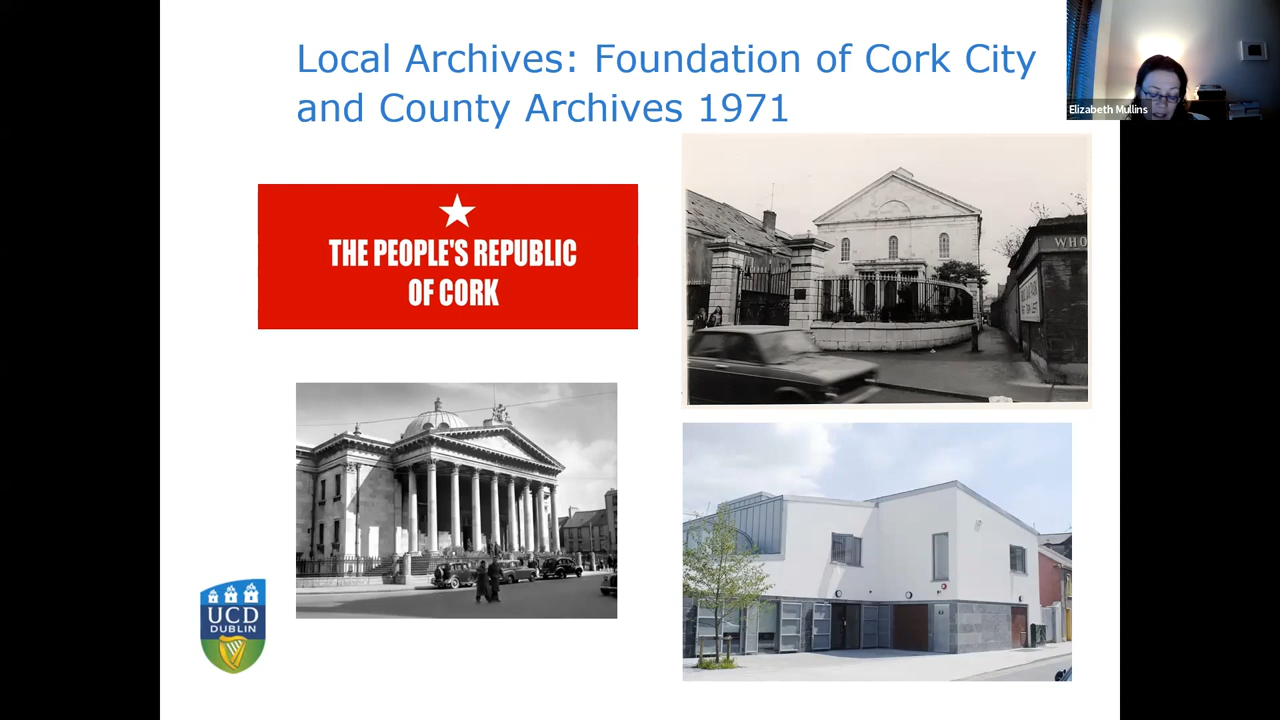 Local Archives: Foundation of Cork City
and County Archives 1971
Elizabeth Mullins
THE PEOPLE'S REPUBLIC
OF CORK
WHO
UCD
DUBLIN